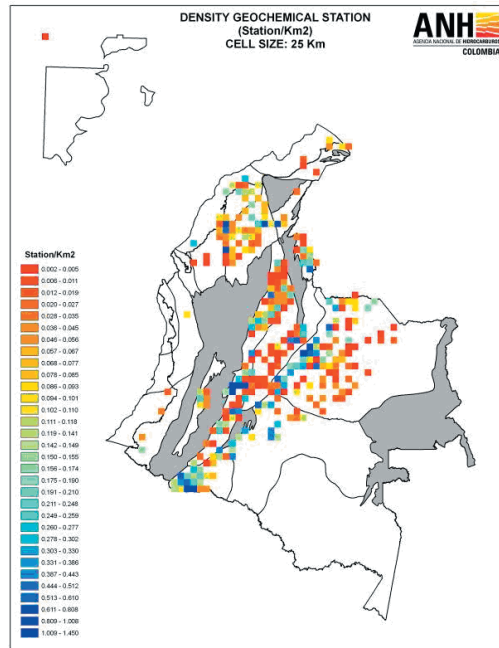 DENSITY GEOCHEMICAL STATION
(Station/Km2)
CELL SIZE: 25 Km
ANH
AGENCIA NACIONAL DE HIDROCARBUROS
COLOMBIA
Station/Km2
0.002 - 0.005
0.006 - 0.011
0.012 - 0.019
0.020 - 0.027
0.028 - 0.035
0.036 - 0.045
0.046 - 0.056
0.057 - 0.067
0.068 - 0.077
0.078 - 0.085
0.086 - 0.093
0.094 - 0.101
0.102 - 0.110
0.111 - 0.118
0.119 - 0.141
0.142 - 0.149
0.150 - 0.155
0.156 - 0.174
0.175 - 0.190
0.191 - 0.210
0.211 - 0.248
0.249 - 0.259
0.260 - 0.277
0.278 - 0.302
0.303 - 0.330
0.331 - 0.386
0.387 - 0.443
0.444 - 0.512
0.513 - 0.610
0.611 - 0.808
0.809 - 1.008
1.009 - 1.450